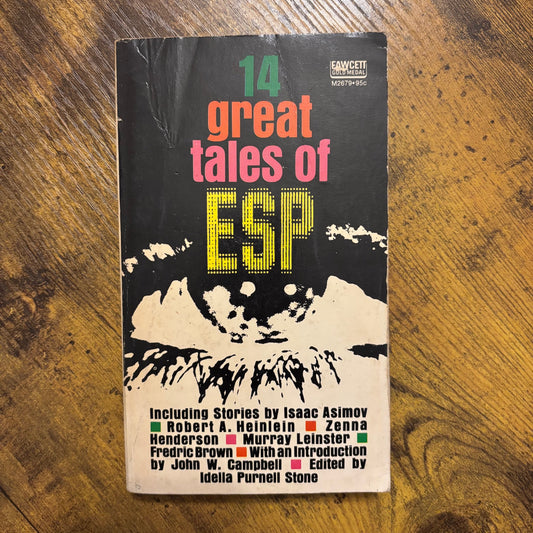 FAWCETT
GOLD MEDAL
M2679•95c
14
great
tales of
ESP
Including Stories by Isaac Asimov
■ Robert A. Heinlein ■ Zenna
Henderson ■ Murray Leinster ■
Fredric Brown ■ With an Introduction
by John W. Campbell ■ Edited by
Idella Purnell Stone